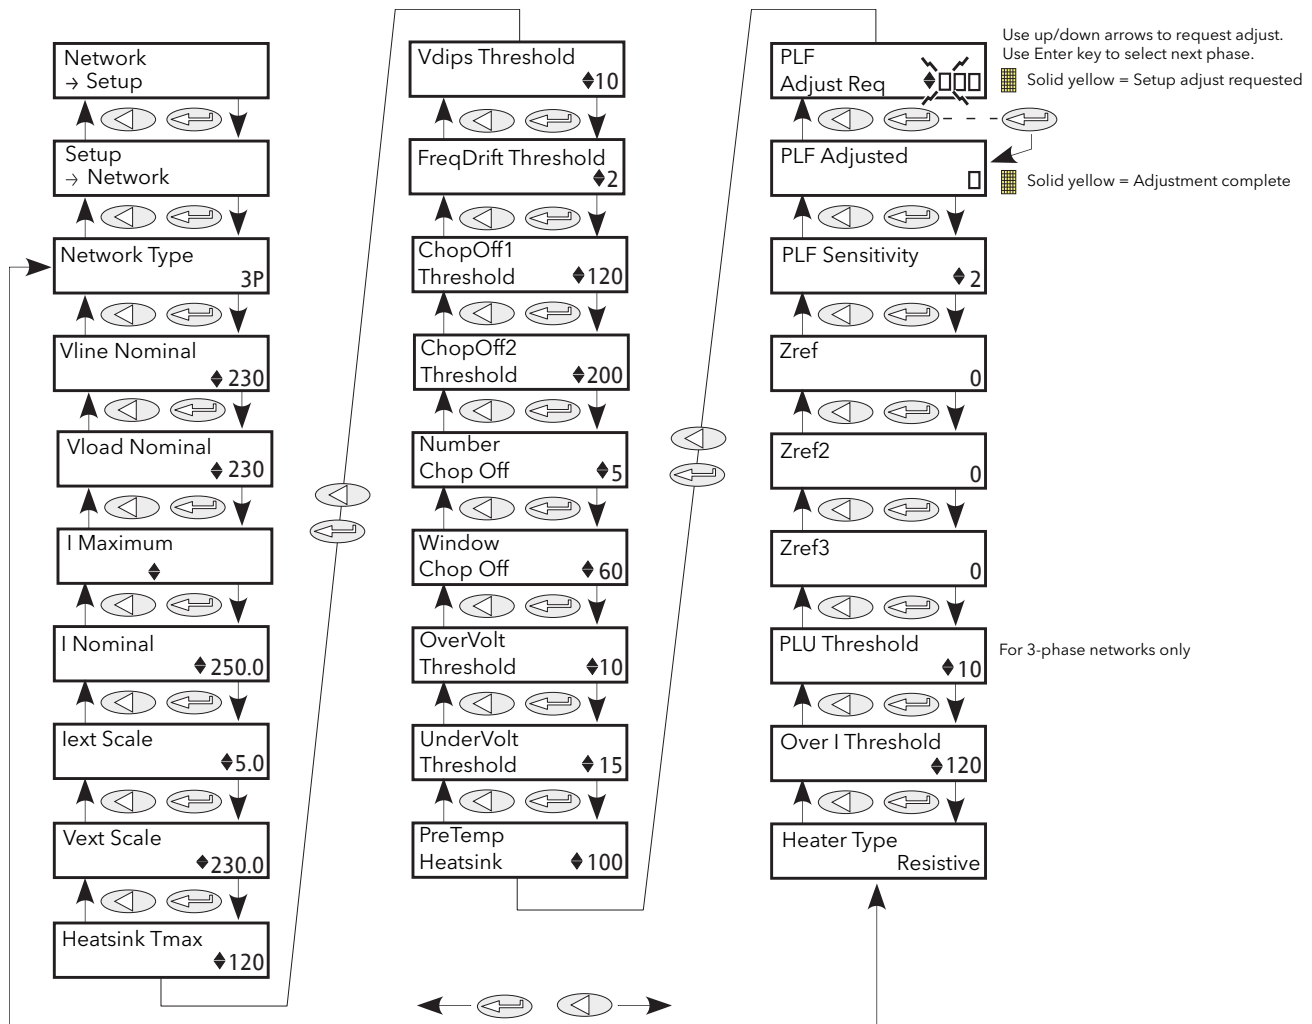 Network
→ Setup
Setup
→ Network
Network Type
3P
Vline Nominal
230
Vload Nominal
230
I Maximum
I Nominal
250.0
Iext Scale
5.0
Vext Scale
230.0
Heatsink Tmax
120
Vdips Threshold
10
FreqDrift Threshold
2
ChopOff1
Threshold 120
ChopOff2
Threshold 200
Number
Chop Off 5
Window
Chop Off 60
OverVolt
Threshold 10
UnderVolt
Threshold 15
PreTemp
Heatsink 100
PLF
Adjust Req
Use up/down arrows to request adjust.
Use Enter key to select next phase.
Solid yellow = Setup adjust requested
PLF Adjusted
Solid yellow = Adjustment complete
PLF Sensitivity
2
Zref
0
Zref2
0
Zref3
0
PLU Threshold
10
For 3-phase networks only
Over I Threshold
120
Heater Type
Resistive